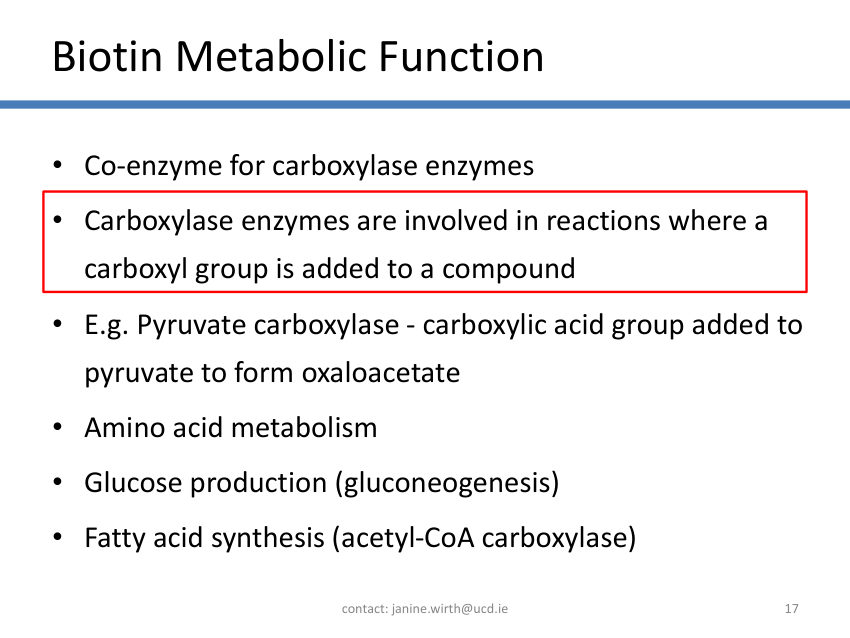 Biotin Metabolic Function
• Co-enzyme for carboxylase enzymes
• Carboxylase enzymes are involved in reactions where a
carboxyl group is added to a compound
• E.g. Pyruvate carboxylase - carboxylic acid group added to
pyruvate to form oxaloacetate
• Amino acid metabolism
• Glucose production (gluconeogenesis)
• Fatty acid synthesis (acetyl-CoA carboxylase)
contact: janine.wirth@ucd.ie
17